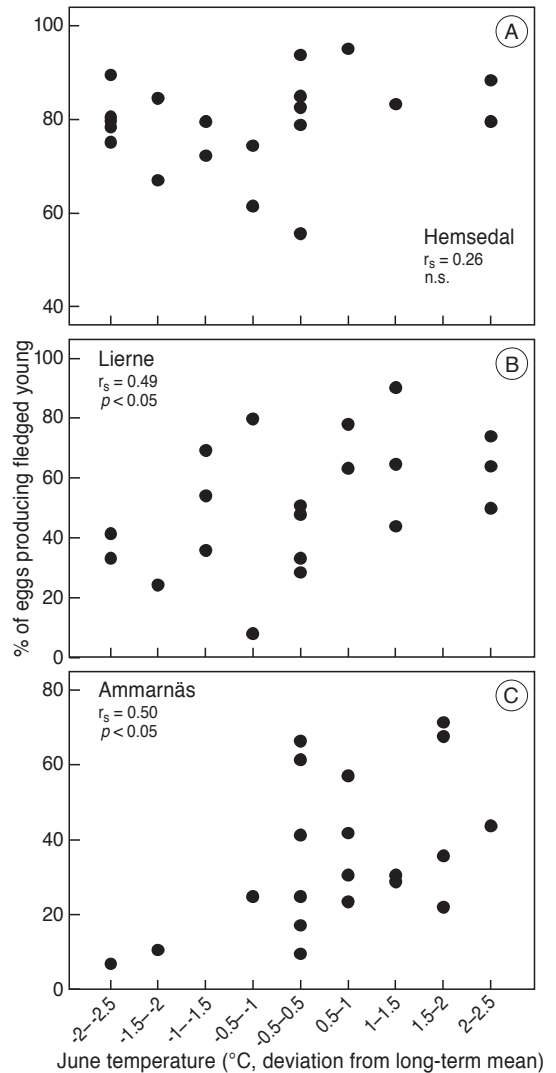 % of eggs producing fledged young
A
100
80
60
40
Hemsedal
rs = 0.26
n.s.
B
100
80
60
40
20
0
Lierne
rs = 0.49
p < 0.05
C
80
60
40
20
0
Ammarnäs
rs = 0.50
p < 0.05
-2–-2.5
-1.5–-2
-1–-1.5
-0.5–-1
-0.5–0.5
0.5–1
1–1.5
1.5–2
2–2.5
June temperature (°C, deviation from long-term mean)